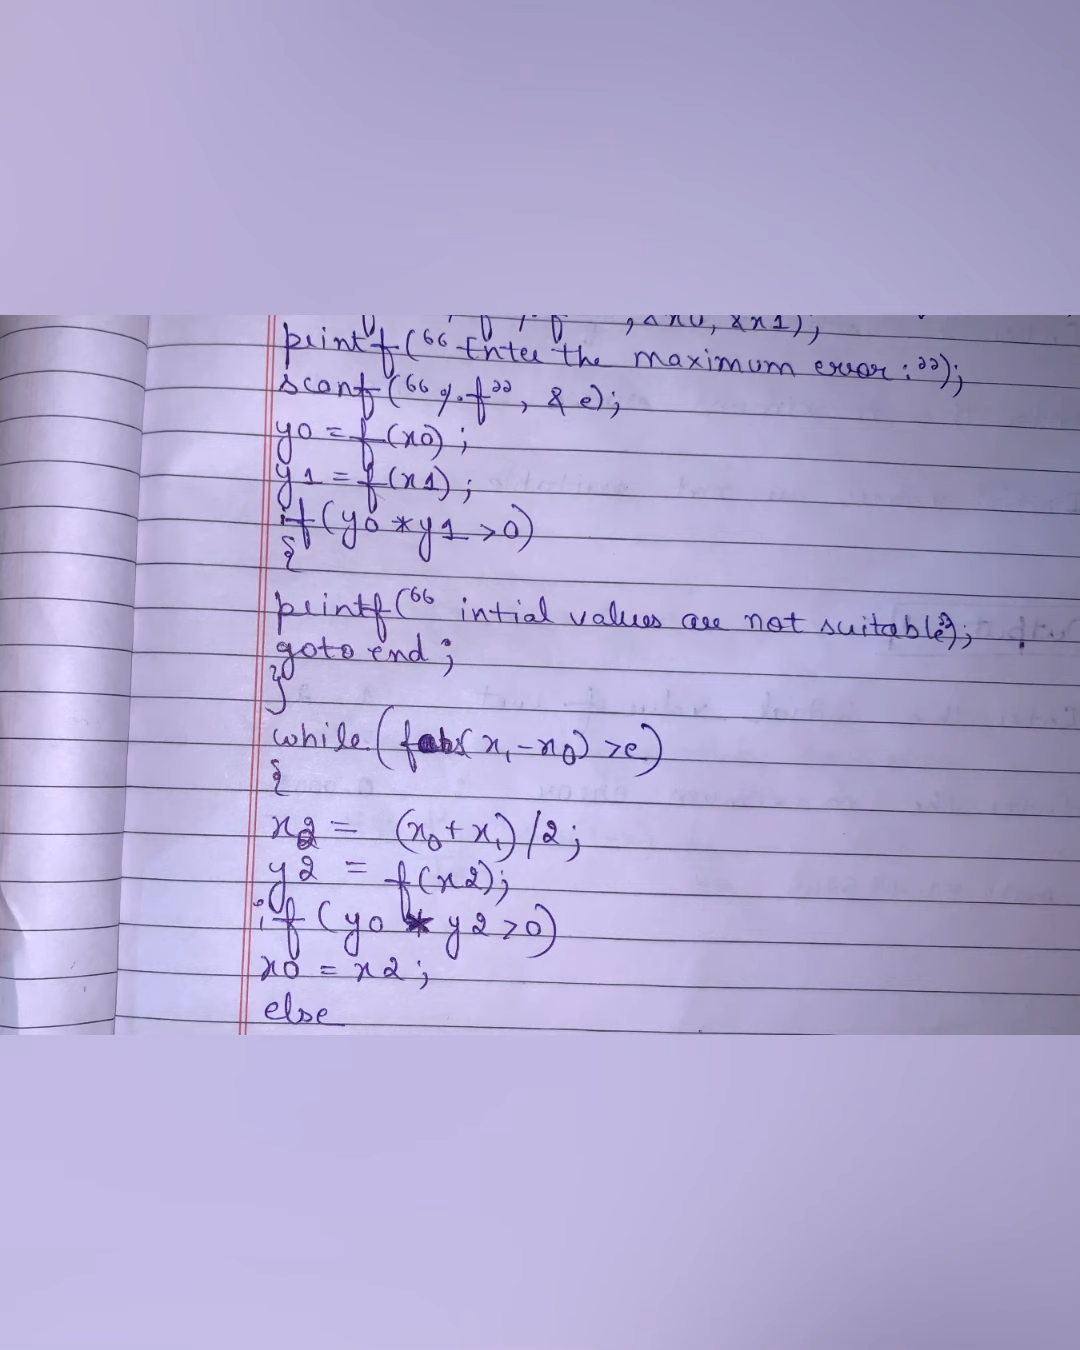 , &x0, &x1);
printf(“ Enter the maximum error :”);
scanf(“%f”, & e);
y0 = f(x0);
y1 = f(x1);
if(y0 * y1 >0)
{
printf(“ intial values are not suitable”);
goto end;
}
while(fabs(x₁-x₀) >e)
{
x2 = (x₀+x₁)/2;
y2 = f(x2);
if (y0 * y2 >0)
x0 = x2;
else